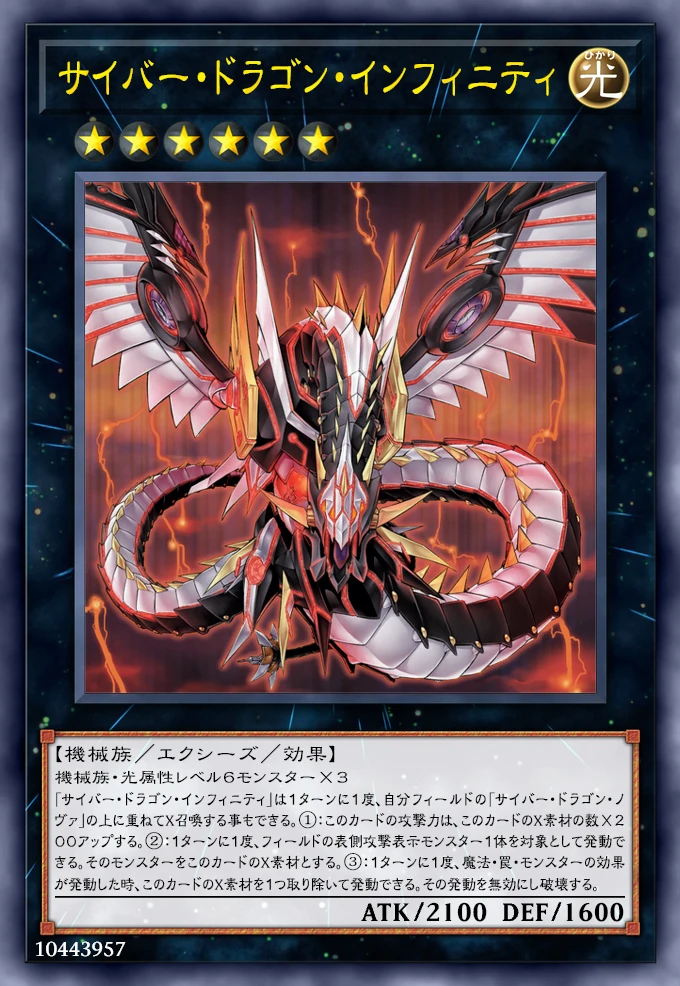 サイバー・ドラゴン・インフィニティ
ひかり
光
【機械族／エクシーズ／効果】
機械族・光属性レベル6モンスター×3
「サイバー・ドラゴン・インフィニティ」は1ターンに1度、自分フィールドの「サイバー・ドラゴン・ノ
ヴァ」の上に重ねてX召喚する事もできる。①：このカードの攻撃力は、このカードのX素材の数×2
00アップする。②：1ターンに1度、フィールドの表側攻撃表示モンスター1体を対象として発動でき
る。そのモンスターをこのカードのX素材とする。③：1ターンに1度、魔法・罠・モンスターの効果
が発動した時、このカードのX素材を1つ取り除いて発動できる。その発動を無効にし破壊する。
ATK/2100 DEF/1600
10443957